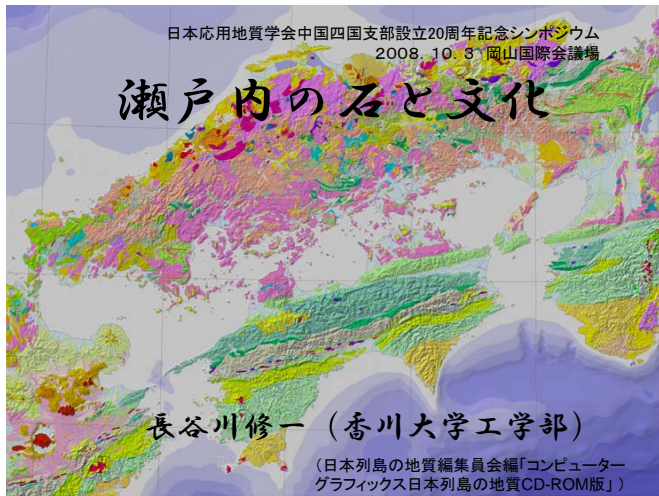 日本応用地質学会中国四国支部設立20周年記念シンポジウム
2008．10．3　岡山国際会議場
瀬戸内の石と文化
長谷川修一（香川大学工学部）
（日本列島の地質編集員会編「コンピューター
グラフィックス日本列島の地質CD-ROM版」）